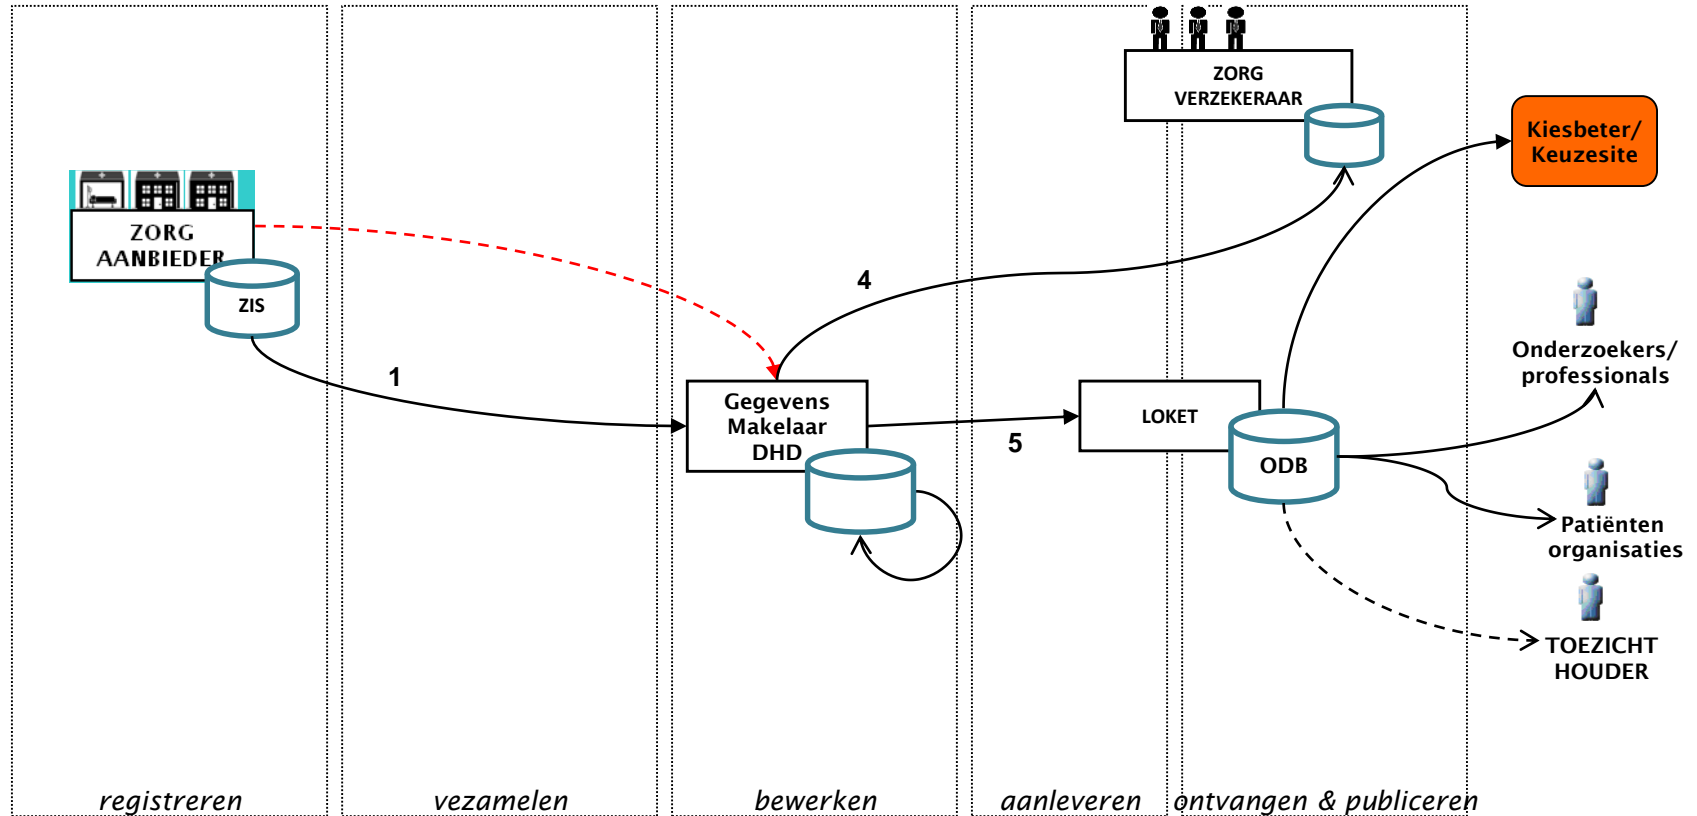 ZORG
VERZEKERAAR
Kiesbeter/
Keuzesite
ZORG
AANBIEDER
ZIS
4
1
Onderzoekers/
professionals
Gegevens
Makelaar
DHD
5
LOKET
ODB
Patiënten
organisaties
TOEZICHT
HOUDER
registreren
vezamelen
bewerken
aanleveren
ontvangen & publiceren